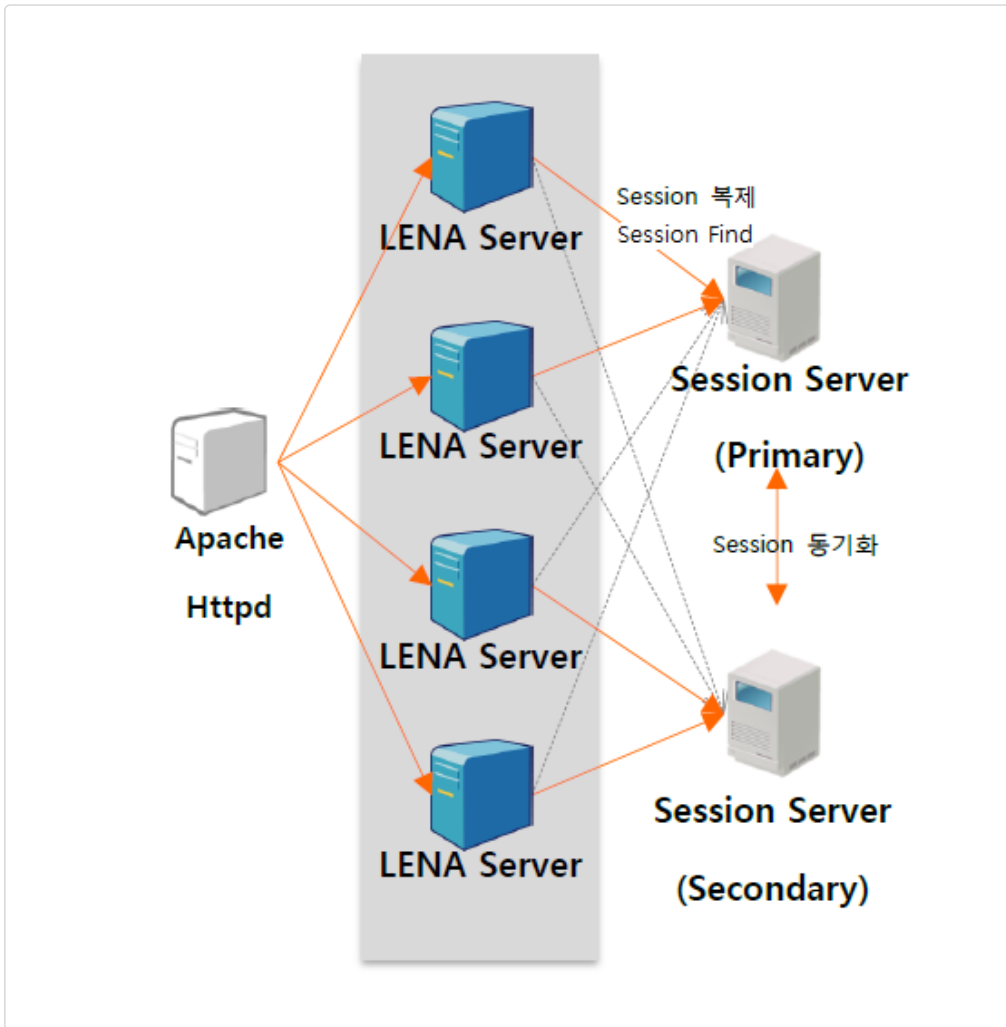 LENA Server
Session 복제
Session Find
LENA Server
Session Server
(Primary)
Apache
Httpd
Session 동기화
LENA Server
Session Server
(Secondary)
LENA Server